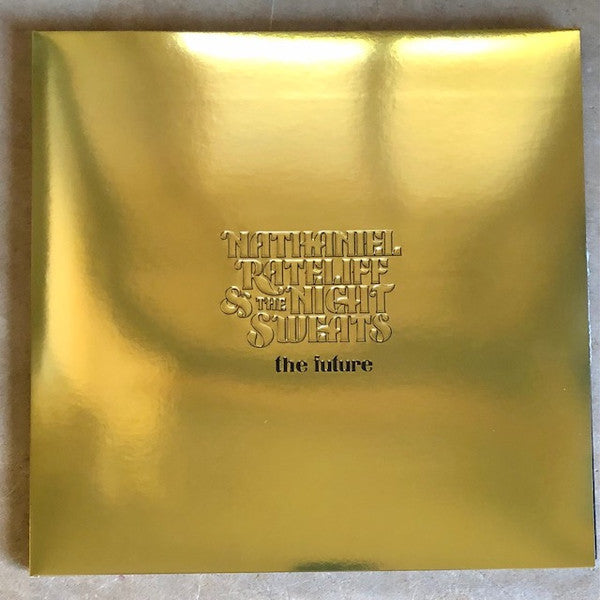 NATHANIEL
RATELIFF
& THE NIGHT
SWEATS
the future